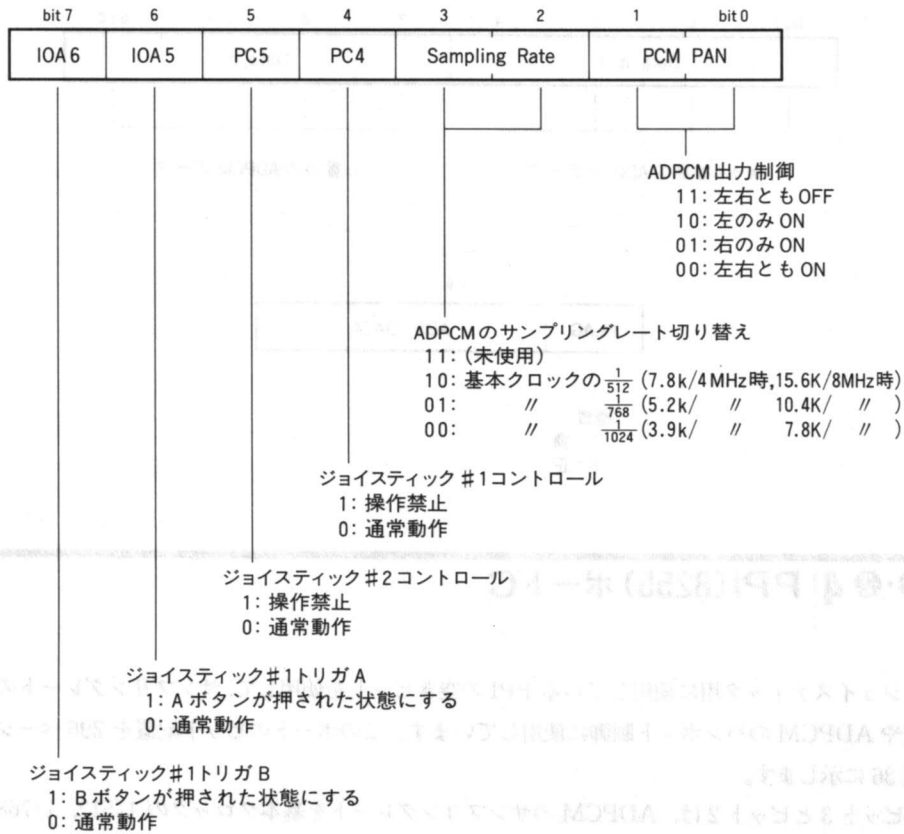 bit 7 6 5 4 3 2 1 bit 0
IOA 6 IOA 5 PC5 PC4 Sampling Rate PCM PAN
ADPCM出力制御
11: 左右ともOFF
10: 左のみON
01: 右のみON
00: 左右ともON
ADPCMのサンプリングレート切り替え
11: (未使用)
10: 基本クロックの 1/512 (7.8k/4MHz時,15.6K/8MHz時)
01: 〃 1/768 (5.2k/ 〃 10.4K/ 〃 )
00: 〃 1/1024 (3.9k/ 〃 7.8K/ 〃 )
ジョイスティック#1コントロール
1: 操作禁止
0: 通常動作
ジョイスティック#2コントロール
1: 操作禁止
0: 通常動作
ジョイスティック#1トリガA
1: Aボタンが押された状態にする
0: 通常動作
ジョイスティック#1トリガB
1: Bボタンが押された状態にする
0: 通常動作